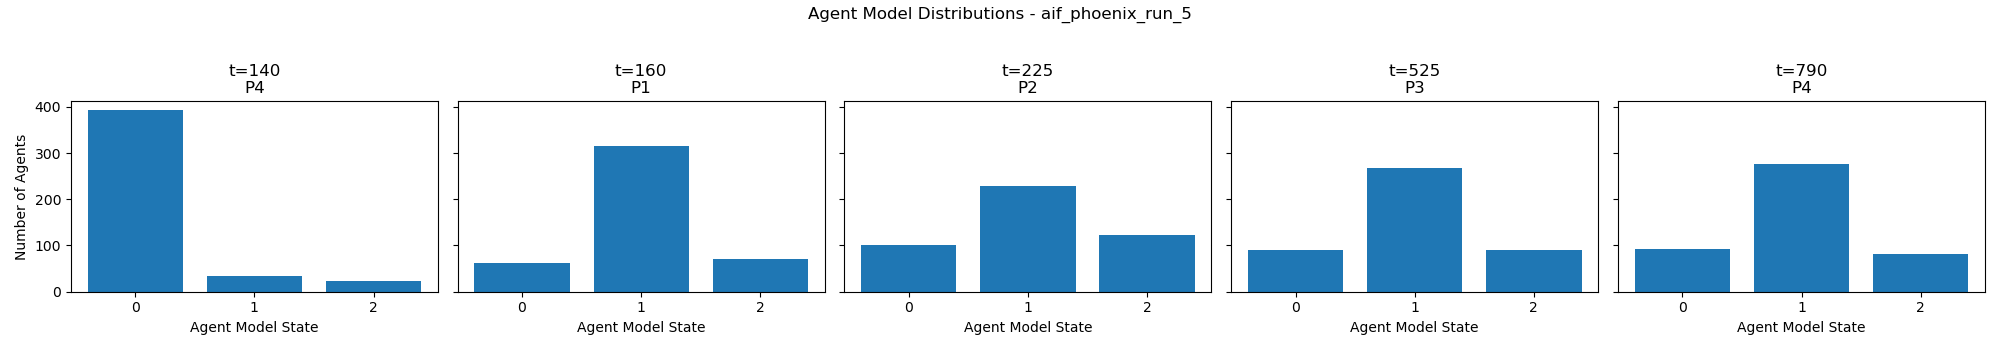 Agent Model Distributions - aif_phoenix_run_5
t=140
P4
t=160
P1
t=225
P2
t=525
P3
t=790
P4
Number of Agents
400
300
200
100
0
0 1 2
Agent Model State
0 1 2
Agent Model State
0 1 2
Agent Model State
0 1 2
Agent Model State
0 1 2
Agent Model State